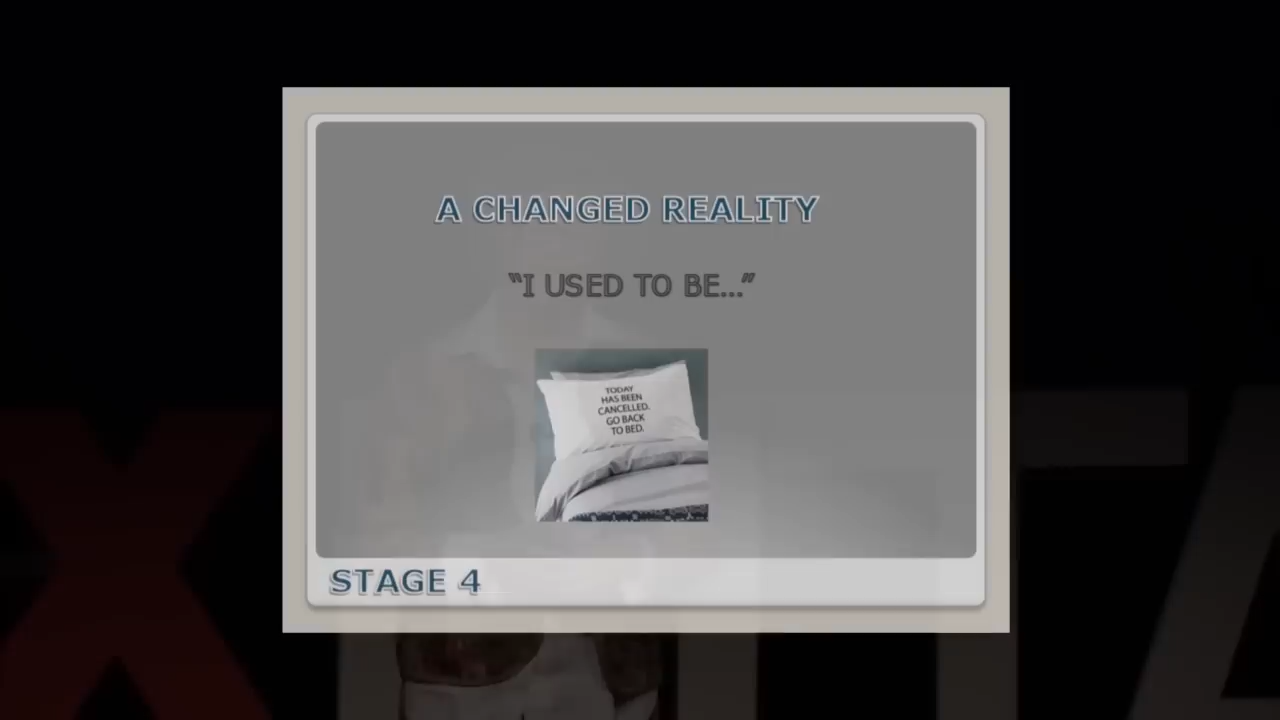 A CHANGED REALITY
“I USED TO BE...”
TODAY
HAS BEEN
CANCELLED.
GO BACK
TO BED.
STAGE 4